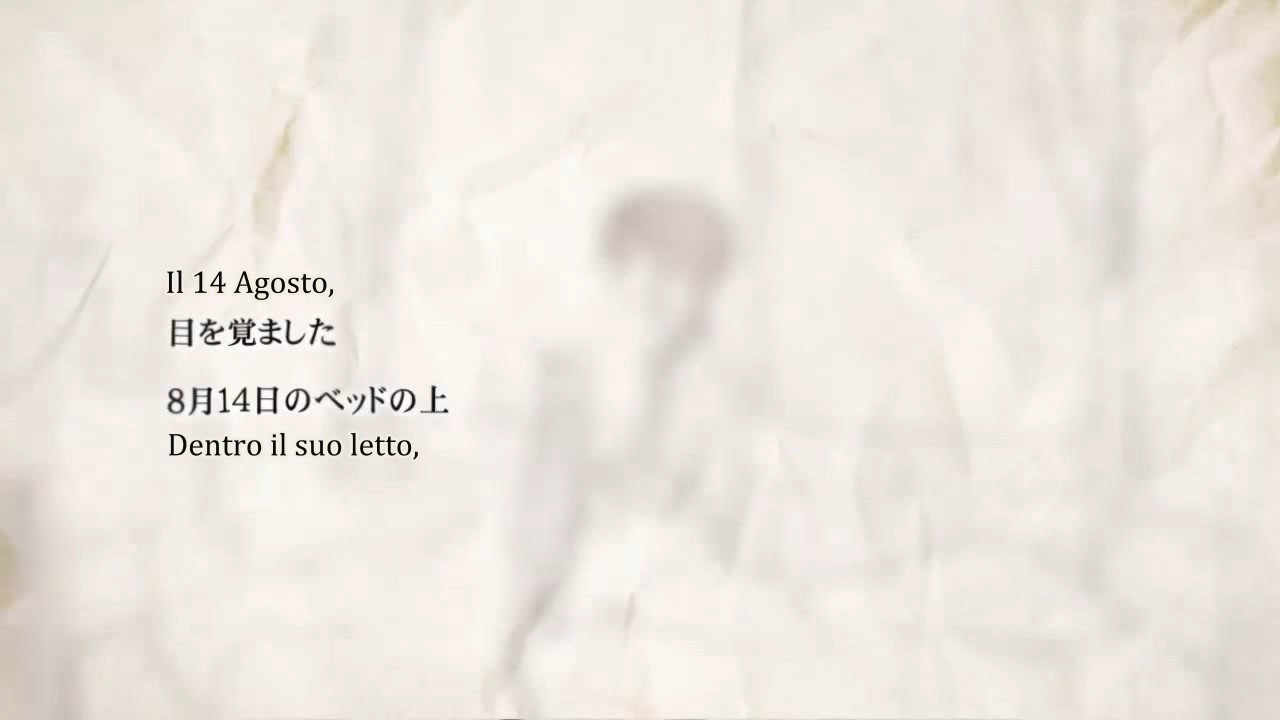 Il 14 Agosto,
目を覚ました
8月14日のベッドの上
Dentro il suo letto,